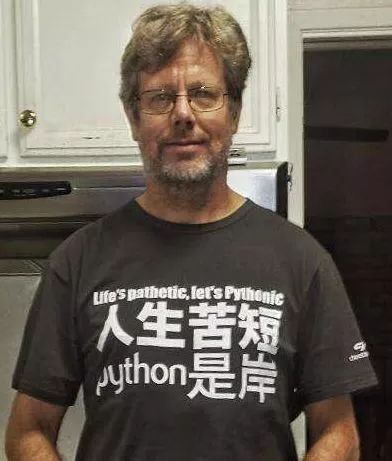 Life's pathetic, let's Pythonic
人生苦短
python是岸